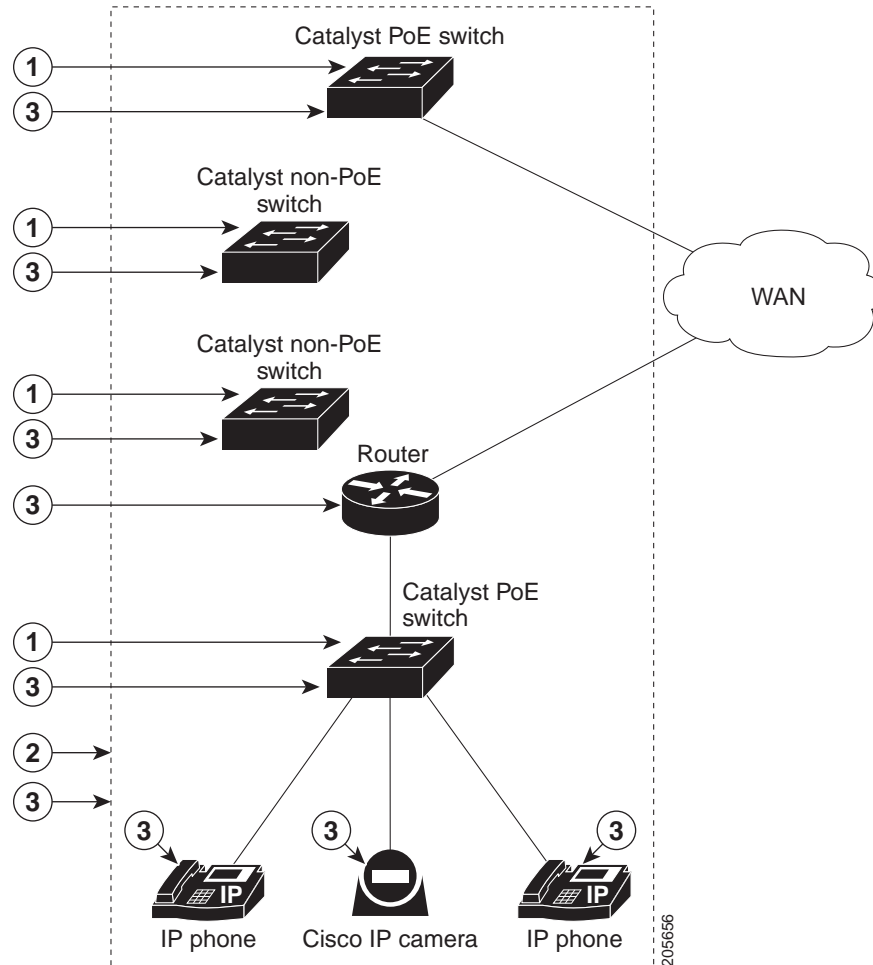 Catalyst PoE switch
1
3
Catalyst non-PoE
switch
1
3
WAN
Catalyst non-PoE
switch
1
3
Router
3
Catalyst PoE
switch
1
3
2
3
3
3
3
IP
IP
IP phone
Cisco IP camera
IP phone
205656